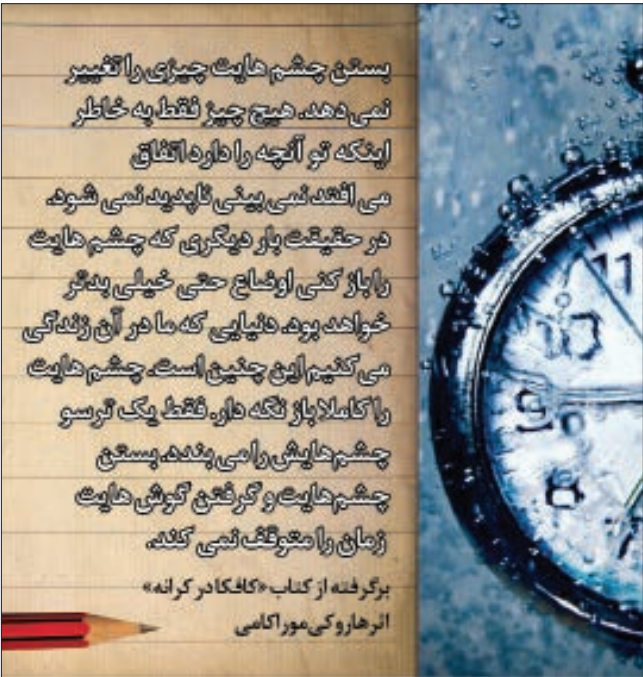 بستن چشم هایت چیزی را تغییر
نمی دهد. هیچ چیز فقط به خاطر
اینکه تو آنچه را دارد اتفاق
می افتد نمی بینی ناپدید نمی شود.
در حقیقت بار دیگری که چشم هایت
را باز کنی اوضاع حتی خیلی بدتر
خواهد بود. دنیایی که ما در آن زندگی
می کنیم این چنین است. چشم هایت
را کاملا باز نگه دار. فقط یک ترسو
چشم‌هایش را می بندد. بستن
چشم‌هایت و گرفتن گوش هایت
زمان را متوقف نمی کند.
برگرفته از کتاب «کافکا در کرانه»
اثر هاروکی موراکامی
11
10
9
8